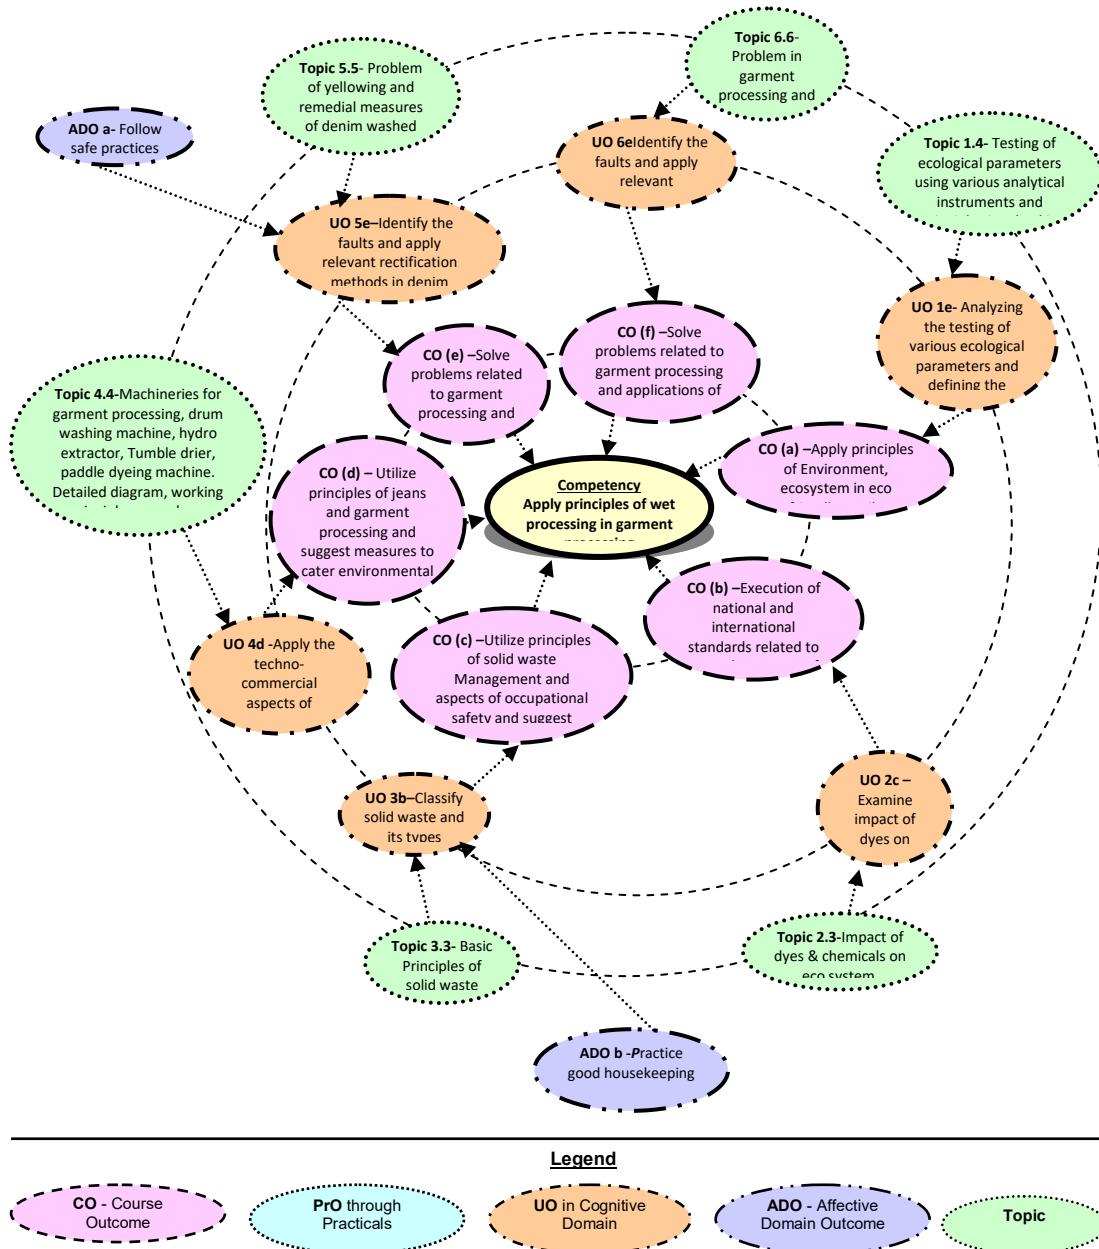 Topic 6.6-
Problem in
garment
processing and
Topic 5.5- Problem
of yellowing and
remedial measures
of denim washed
ADO a- Follow
safe practices
UO 6eIdentify the
faults and apply
relevant
Topic 1.4- Testing of
ecological parameters
using various analytical
instruments and
UO 5e–Identify the
faults and apply
relevant rectification
methods in denim
UO 1e- Analyzing
the testing of
various ecological
parameters and
defining the
CO (e) –Solve
problems related
to garment
processing and
CO (f) –Solve
problems related to
garment processing
and applications of
Topic 4.4-Machineries for
garment processing, drum
washing machine, hydro
extractor, Tumble drier,
paddle dyeing machine.
Detailed diagram, working
CO (a) –Apply principles
of Environment,
ecosystem in eco
CO (d) – Utilize
principles of jeans
and garment
processing and
suggest measures to
cater environmental
Competency
Apply principles of wet
processing in garment
processing
CO (b) –Execution of
national and
international
standards related to
CO (c) –Utilize principles
of solid waste
Management and
aspects of occupational
safety and suggest
UO 4d -Apply the
techno-
commercial
aspects of
UO 3b–Classify
solid waste and
its types
UO 2c –
Examine
impact of
dyes on
Topic 3.3- Basic
Principles of
solid waste
Topic 2.3-Impact of
dyes & chemicals on
eco system
ADO b -Practice
good housekeeping
Legend
CO - Course
Outcome
PrO through
Practicals
UO in Cognitive
Domain
ADO - Affective
Domain Outcome
Topic